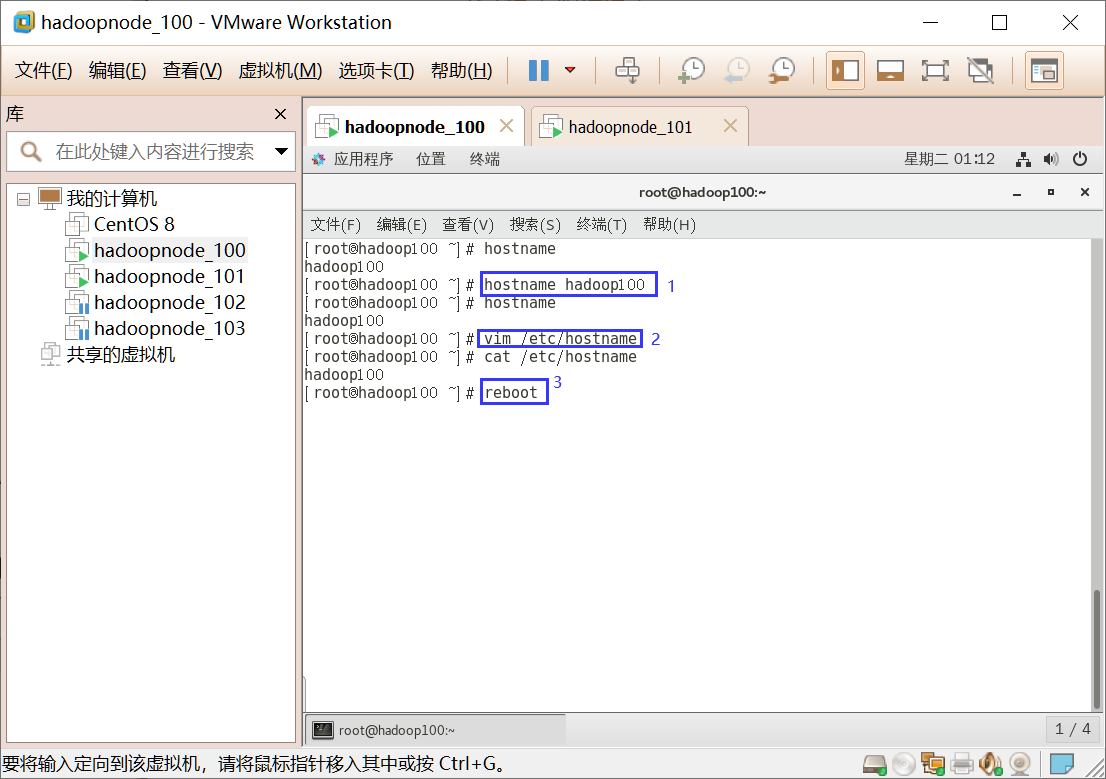 hadoopnode_100 - VMware Workstation
文件(F) 编辑(E) 查看(V) 虚拟机(M) 选项卡(T) 帮助(H)
库
在此处键入内容进行搜索
我的计算机
CentOS 8
hadoopnode_100
hadoopnode_101
hadoopnode_102
hadoopnode_103
共享的虚拟机
hadoopnode_100 hadoopnode_101
应用程序 位置 终端 星期二 01:12
root@hadoop100:~
文件(F) 编辑(E) 查看(V) 搜索(S) 终端(T) 帮助(H)
[root@hadoop100 ~]# hostname
hadoop100
[root@hadoop100 ~]# hostname hadoop100 1
[root@hadoop100 ~]# hostname
hadoop100
[root@hadoop100 ~]# vim /etc/hostname 2
[root@hadoop100 ~]# cat /etc/hostname
hadoop100
[root@hadoop100 ~]# reboot 3
root@hadoop100:~ 1 / 4
要将输入定向到该虚拟机，请将鼠标指针移入其中或按 Ctrl+G。